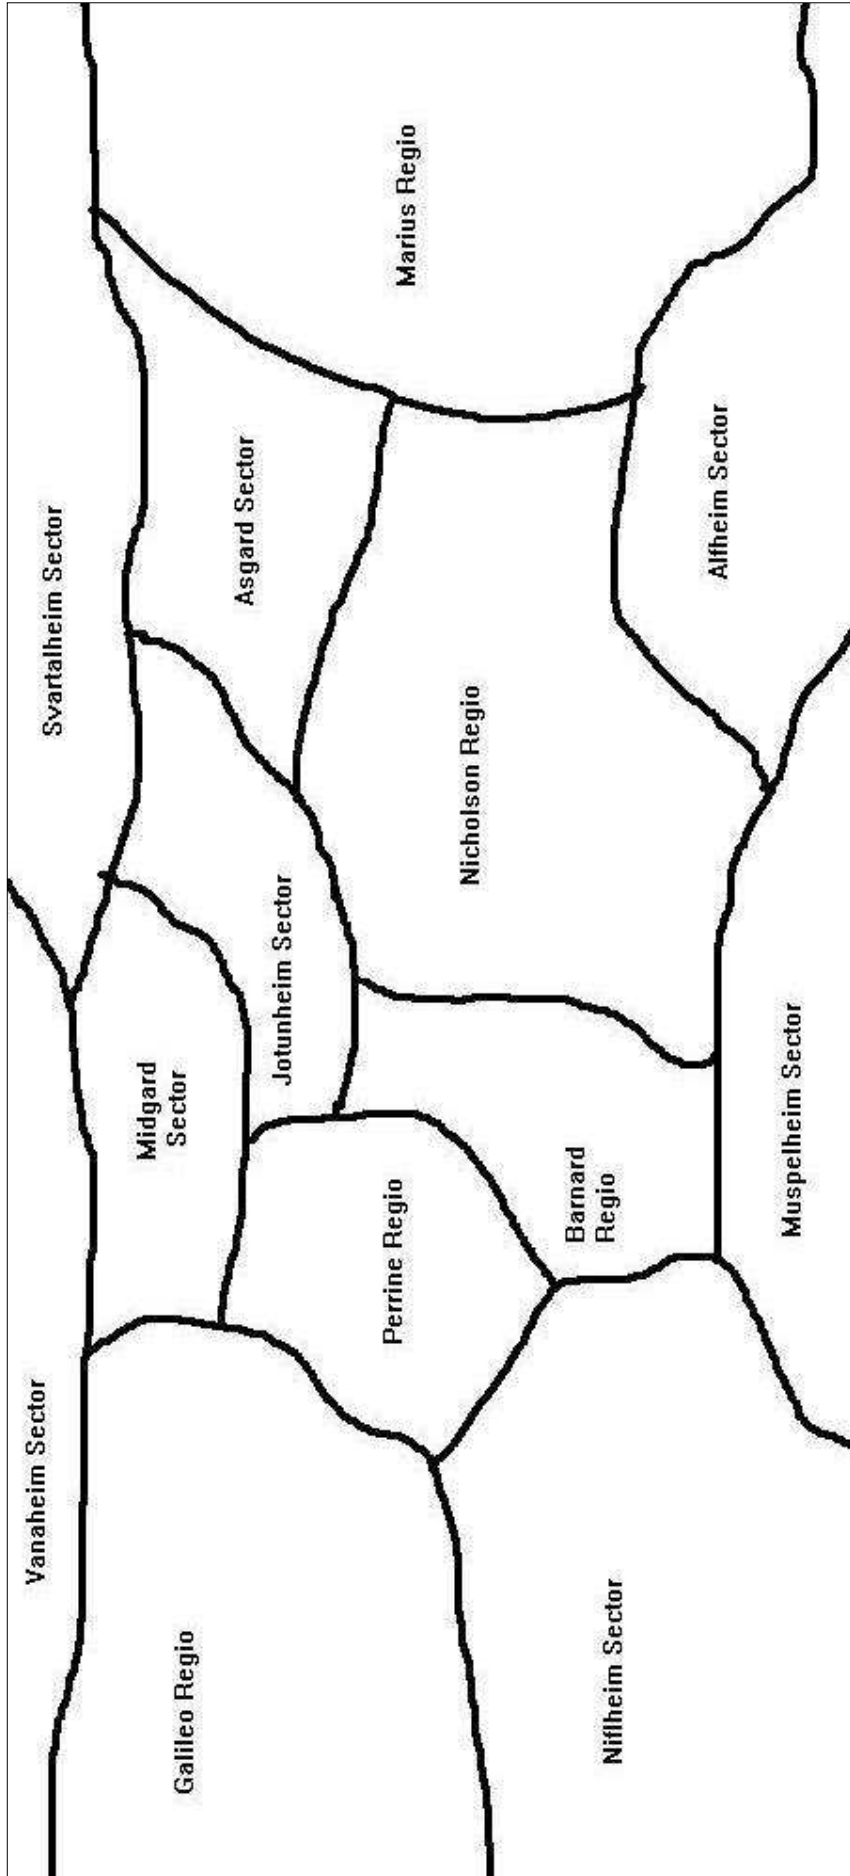 Vanaheim Sector
Svartalheim Sector
Galileo Regio
Midgard
Sector
Asgard Sector
Jotunheim Sector
Perrine Regio
Marius Regio
Nicholson Regio
Barnard
Regio
Niflheim Sector
Alfheim Sector
Muspelheim Sector